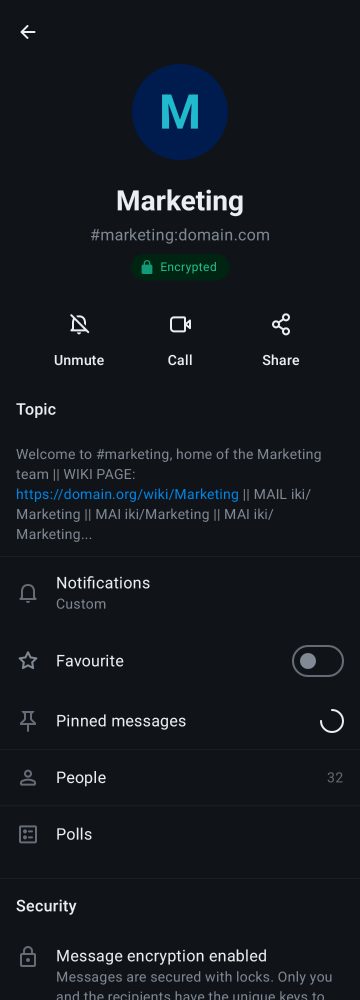 M
Marketing
#marketing:domain.com
Encrypted
Unmute
Call
Share
Topic
Welcome to #marketing, home of the Marketing
team || WIKI PAGE:
https://domain.org/wiki/Marketing || MAIL iki/
Marketing || MAI iki/Marketing || MAI iki/
Marketing...
Notifications
Custom
Favourite
Pinned messages
People
32
Polls
Security
Message encryption enabled
Messages are secured with locks. Only you
and the recipients have the unique keys to